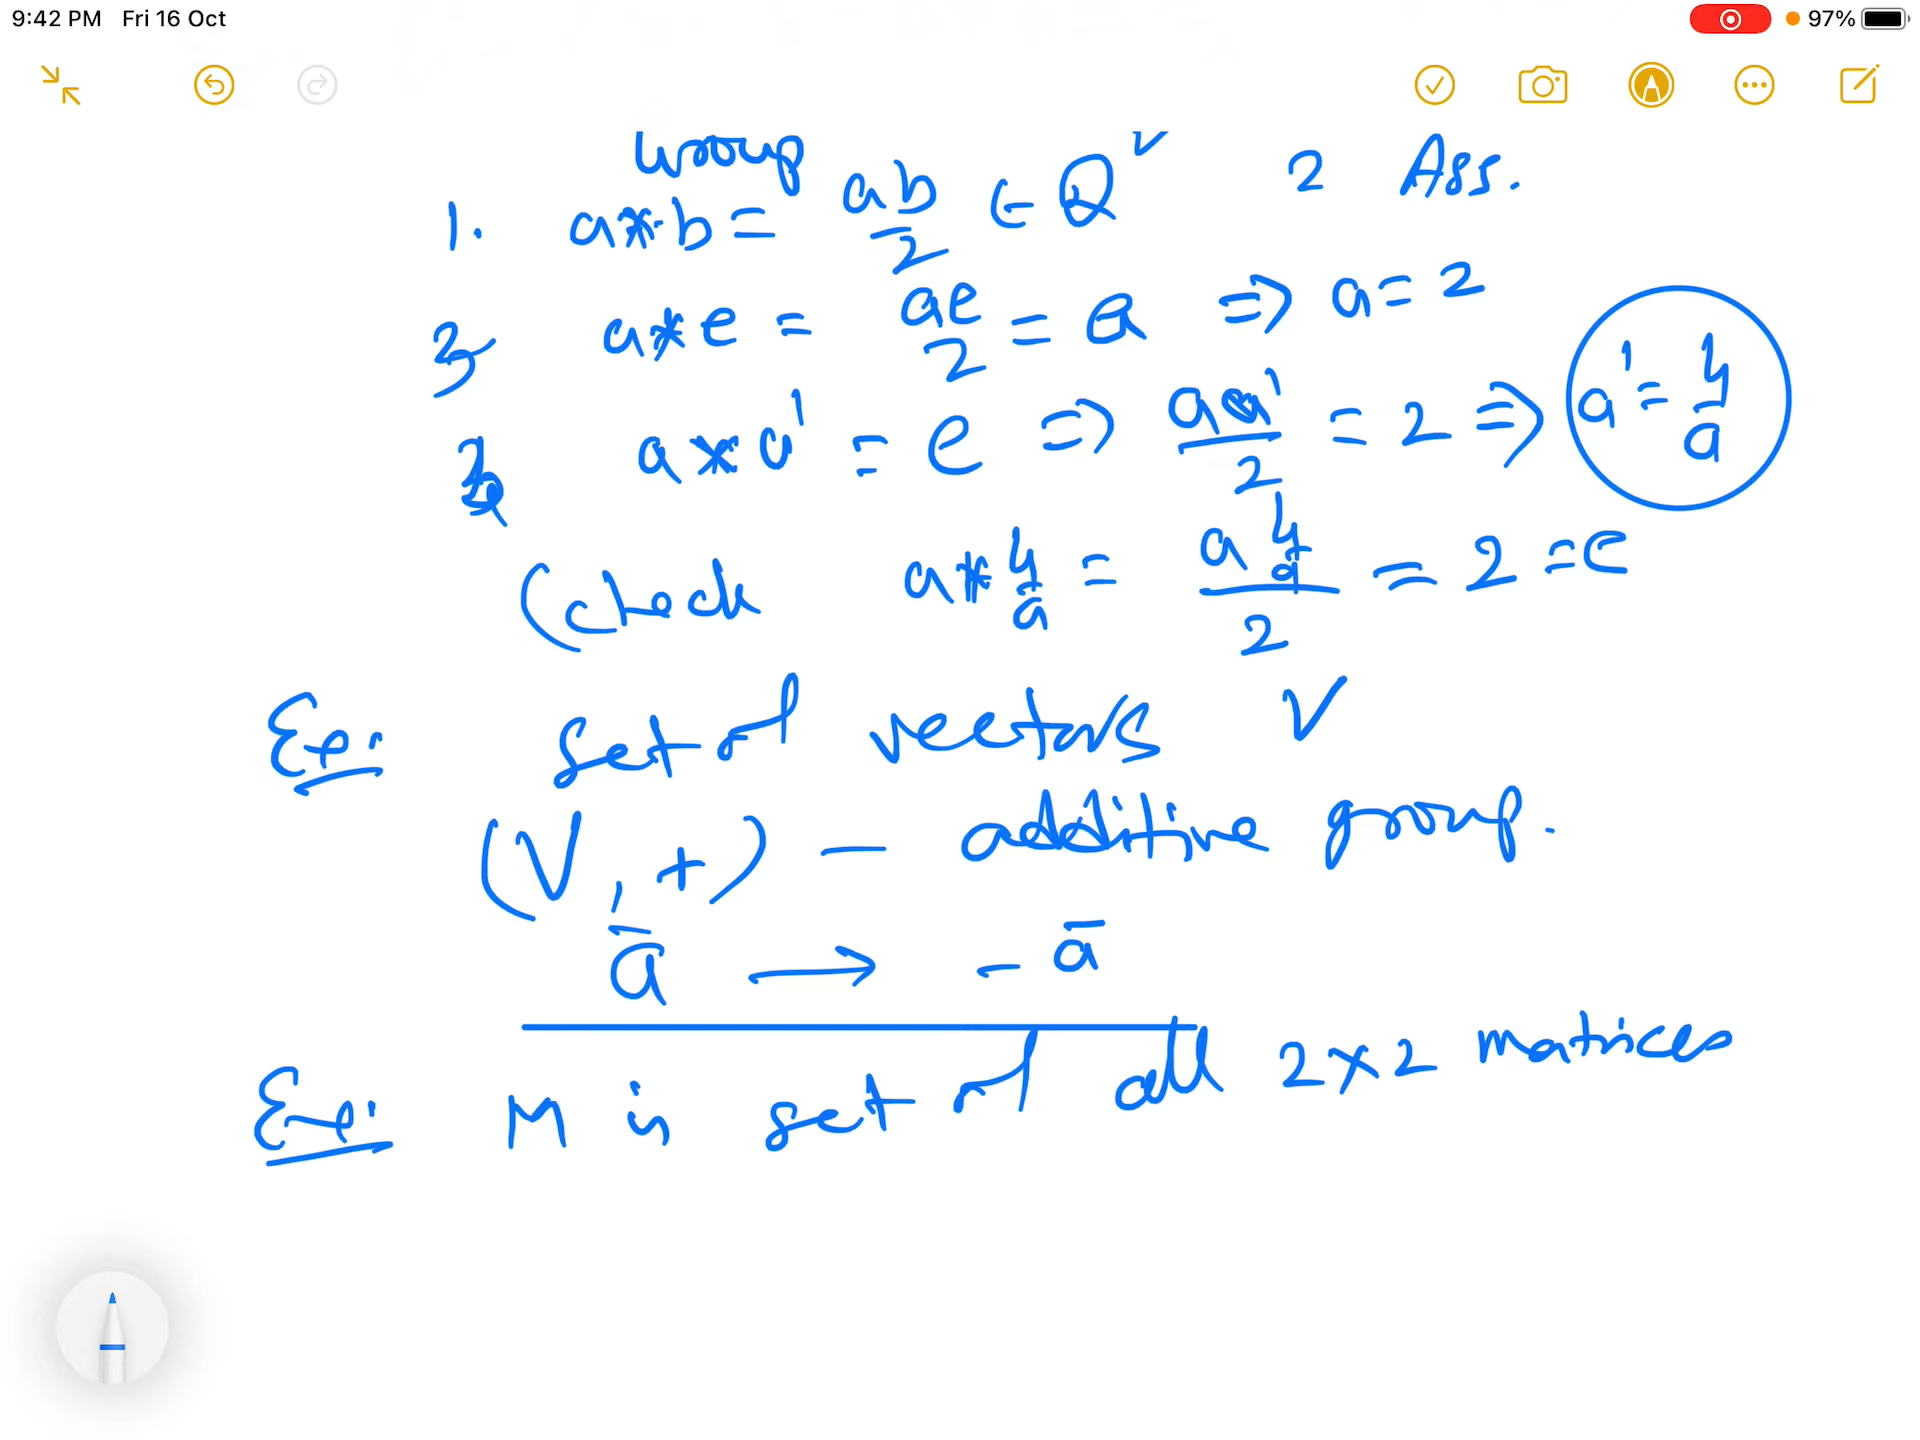 9:42 PM Fri 16 Oct 97%
Group
1. a*b = ab/2 ∈ Q 2 Ass.
3 a*e = ae/2 = a => a = 2
a*a' = e => aa'/2 = 2 => a' = 4/a
(check a*4/a = a 4/a / 2 = 2 = e
Ex: set of vectors V
(V, +) – additive group.
ā → - ā
Ex: M is set of all 2×2 matrices